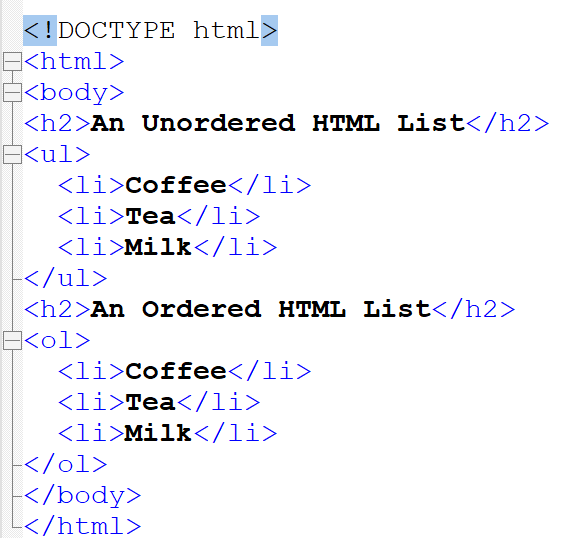 <!DOCTYPE html>
<html>
<body>
<h2>An Unordered HTML List</h2>
<ul>
  <li>Coffee</li>
  <li>Tea</li>
  <li>Milk</li>
</ul>
<h2>An Ordered HTML List</h2>
<ol>
  <li>Coffee</li>
  <li>Tea</li>
  <li>Milk</li>
</ol>
</body>
</html>